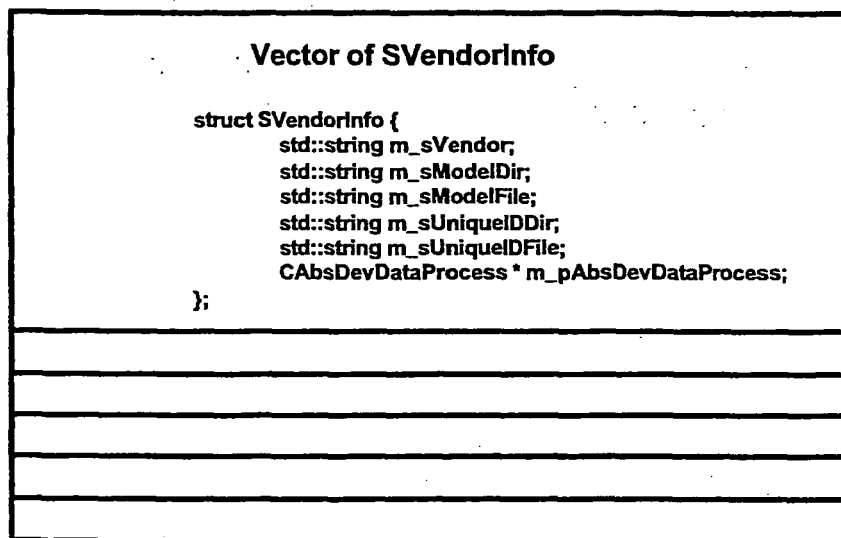 Vector of SVendorInfo
struct SVendorInfo {
std::string m_sVendor;
std::string m_sModelDir;
std::string m_sModelFile;
std::string m_sUniqueIDDir;
std::string m_sUniqueIDFile;
CAbsDevDataProcess * m_pAbsDevDataProcess;
};